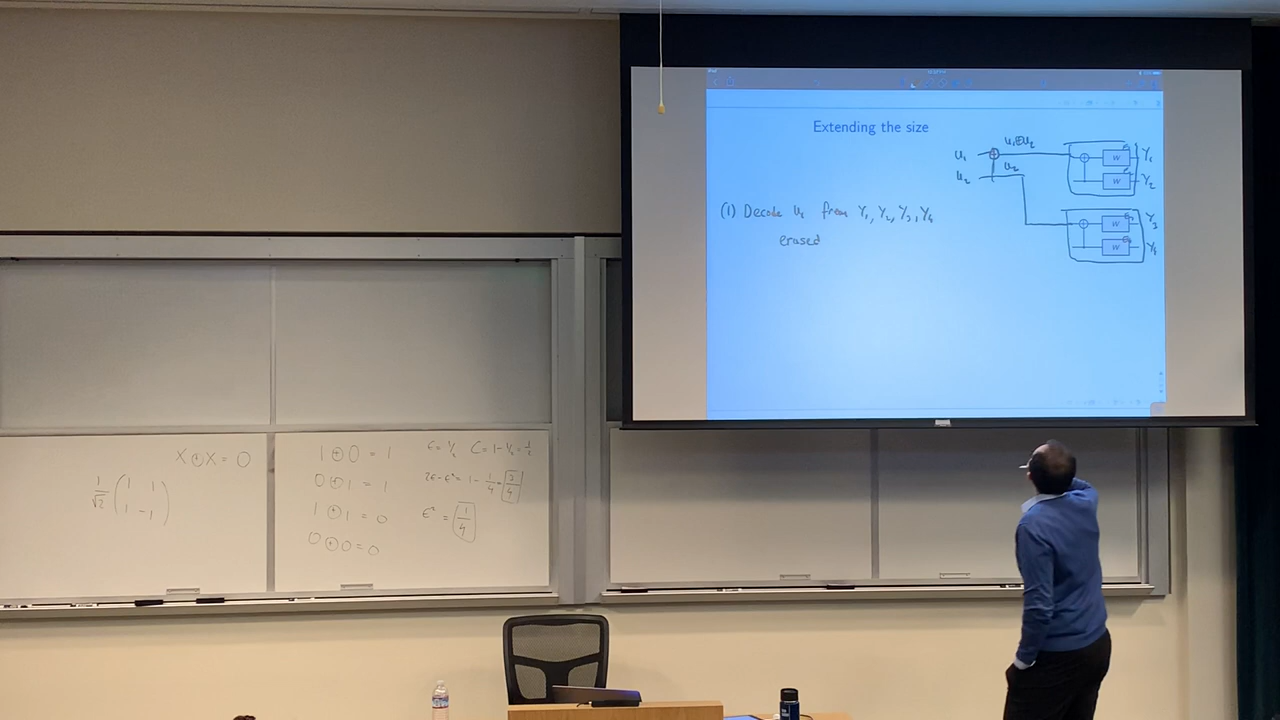 Extending the size
U₁
U₂
U₁⊕U₂
U₂
W
W
Y₁
Y₂
W
W
Y₃
Y₄
(1) Decode U₁ from Y₁, Y₂, Y₃, Y₄
erased
X⊕X = 0
1/√2 (1 1
1 -1)
1 ⊕ 0 = 1
0 ⊕ 1 = 1
1 ⊕ 1 = 0
0 ⊕ 0 = 0
ϵ = 1/2 C = 1 - 1/2 = 1/2
2ϵ - ϵ² = 1 - 1/4 = 3/4
ϵ² = 1/4